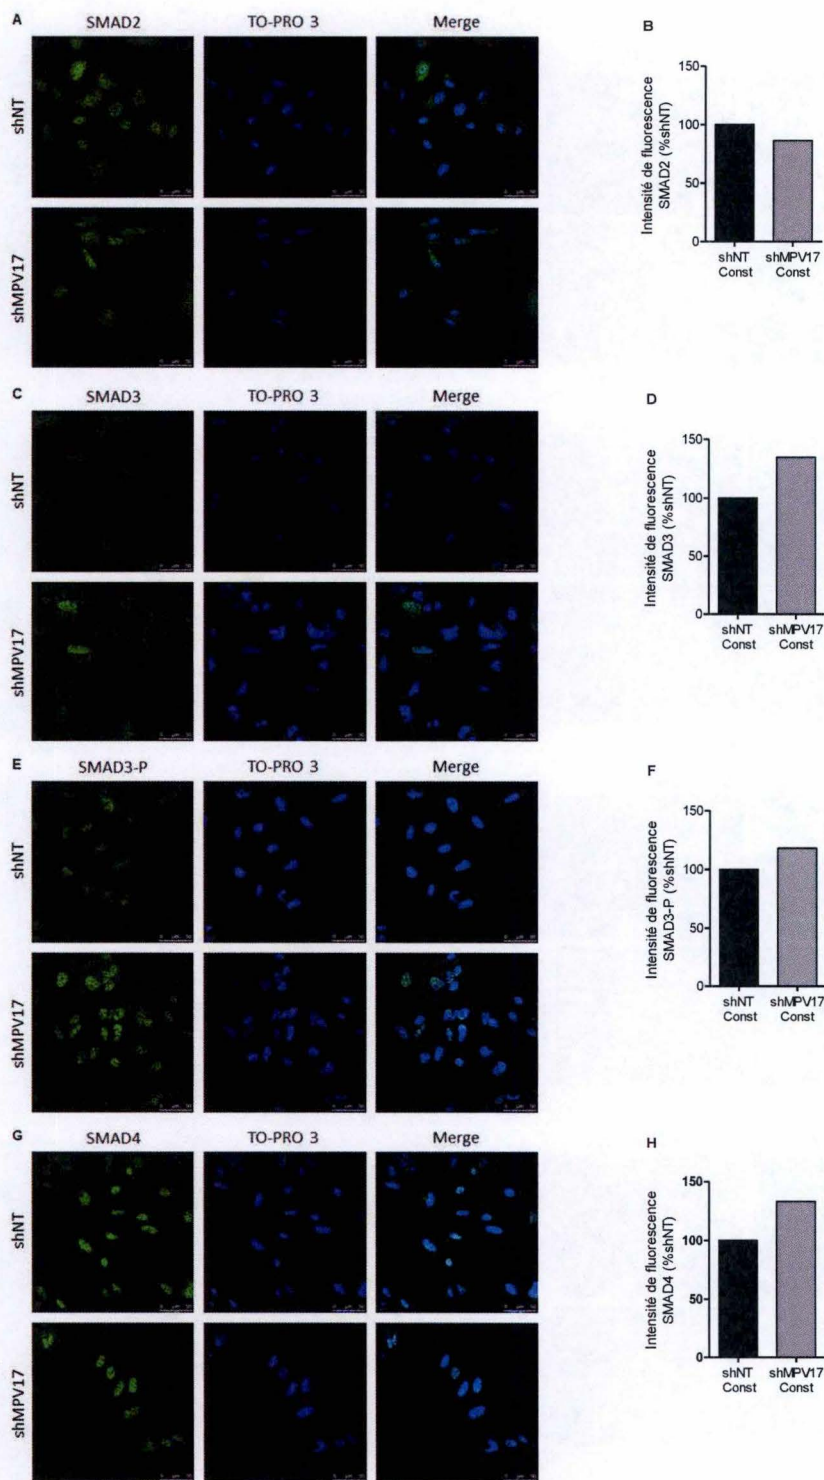 A SMAD2 TO-PRO 3 Merge
shNT
shMPV17
B
Intensité de fluorescence
SMAD2 (%shNT)
150
100
50
0
shNT
Const
shMPV17
Const
C SMAD3 TO-PRO 3 Merge
shNT
shMPV17
D
Intensité de fluorescence
SMAD3 (%shNT)
150
100
50
0
shNT
Const
shMPV17
Const
E SMAD3-P TO-PRO 3 Merge
shNT
shMPV17
F
Intensité de fluorescence
SMAD3-P (%shNT)
150
100
50
0
shNT
Const
shMPV17
Const
G SMAD4 TO-PRO 3 Merge
shNT
shMPV17
H
Intensité de fluorescence
SMAD4 (%shNT)
150
100
50
0
shNT
Const
shMPV17
Const